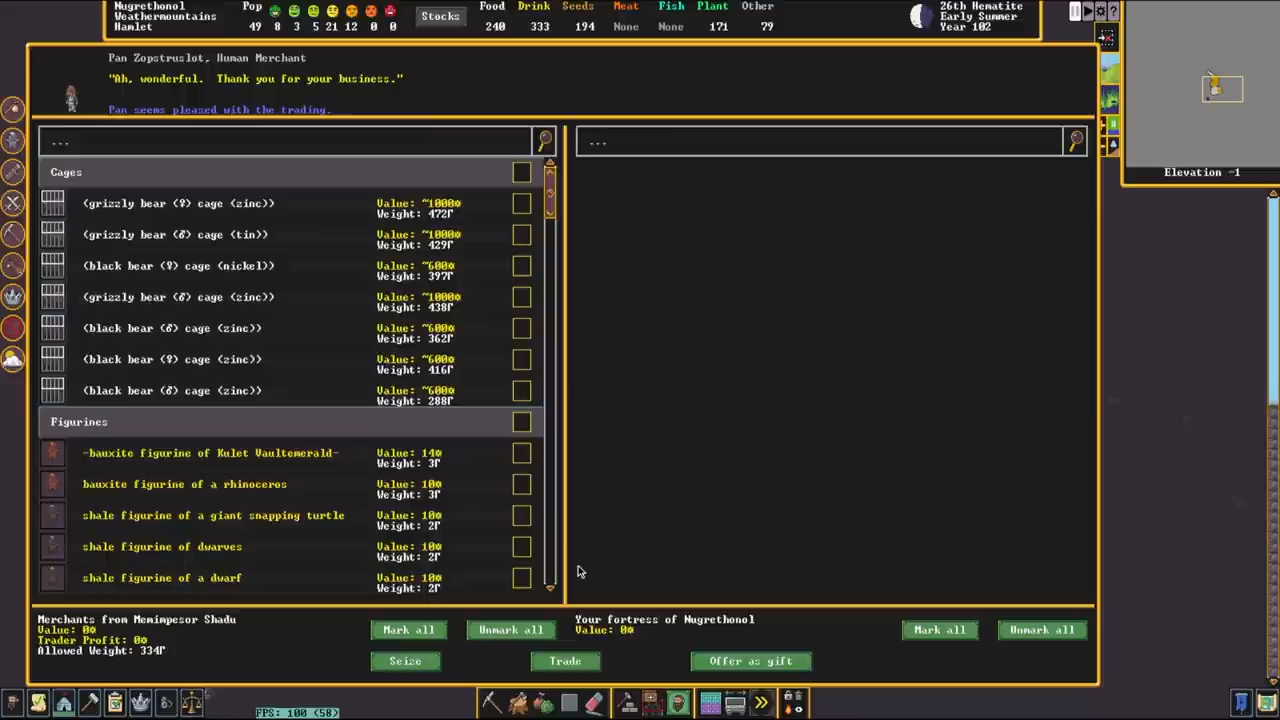 Nugrethonol
Weathermountains
Hamlet
Pop
49 8 3 5 21 12 0 0
Stocks
Food Drink Seeds Meat Fish Plant Other
240 333 194 None None 171 79
26th Hematite
Early Summer
Year 102
Elevation -1
Pan Zopstruslot, Human Merchant
"Ah, wonderful. Thank you for your business."
Pan seems pleased with the trading.
...
...
Cages
(grizzly bear (♀) cage (zinc)) Value: ~1000☼
Weight: 472Γ
(grizzly bear (♂) cage (tin)) Value: ~1000☼
Weight: 429Γ
(black bear (♀) cage (nickel)) Value: ~600☼
Weight: 397Γ
(grizzly bear (♂) cage (zinc)) Value: ~1000☼
Weight: 438Γ
(black bear (♂) cage (zinc)) Value: ~600☼
Weight: 362Γ
(black bear (♀) cage (zinc)) Value: ~600☼
Weight: 416Γ
(black bear (♂) cage (zinc)) Value: ~600☼
Weight: 288Γ
Figurines
-bauxite figurine of Kulet Vaultemerald- Value: 14☼
Weight: 3Γ
bauxite figurine of a rhinoceros Value: 10☼
Weight: 3Γ
shale figurine of a giant snapping turtle Value: 10☼
Weight: 2Γ
shale figurine of dwarves Value: 10☼
Weight: 2Γ
shale figurine of a dwarf Value: 10☼
Weight: 2Γ
Merchants from Memimpesor Shadu
Value: 0☼
Trader Profit: 0☼
Allowed Weight: 334Γ
Mark all
Unmark all
Your fortress of Nugrethonol
Value: 0☼
Mark all
Unmark all
Seize
Trade
Offer as gift
FPS: 100 (58)